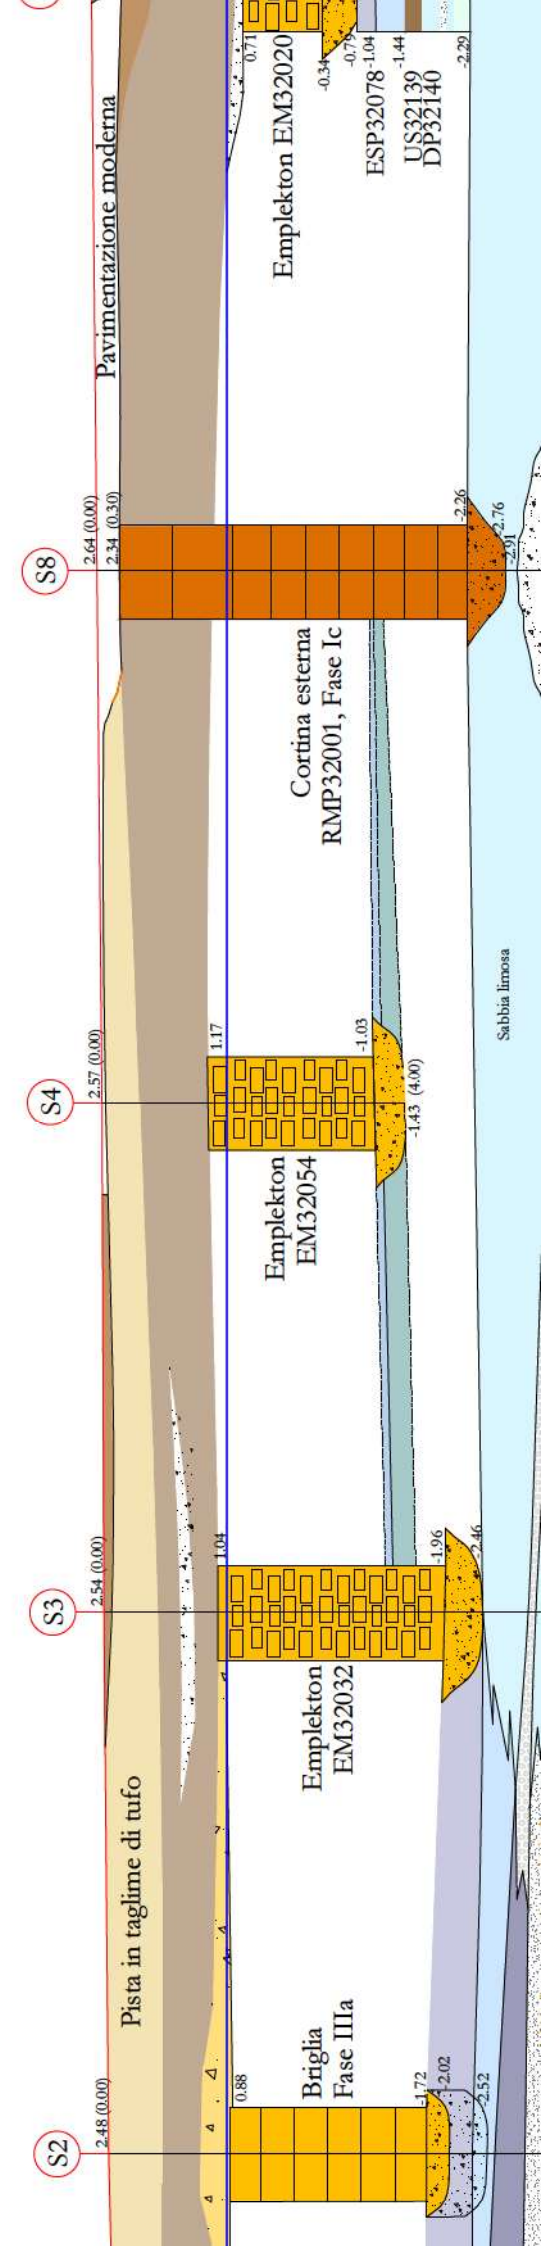 S2
2.48 (0.00)
Pista in taglime di tufo
0.88
Briglia
Fase IIIa
-1.72
-2.02
-2.52
S3
2.54 (0.00)
1.04
Emplekton
EM32032
-1.96
-2.46
S4
2.57 (0.00)
1.17
Emplekton
EM32054
-1.03
-1.43 (4.00)
Sabbia limosa
S8
2.64 (0.00)
2.34 (0.30)
Cortina esterna
RMP32001, Fase Ic
-2.26
-2.76
-2.91
Pavimentazione moderna
0.71
Emplekton EM32020
-0.34
-0.79
-1.04
ESP32078
-1.44
US32139
DP32140
-2.29